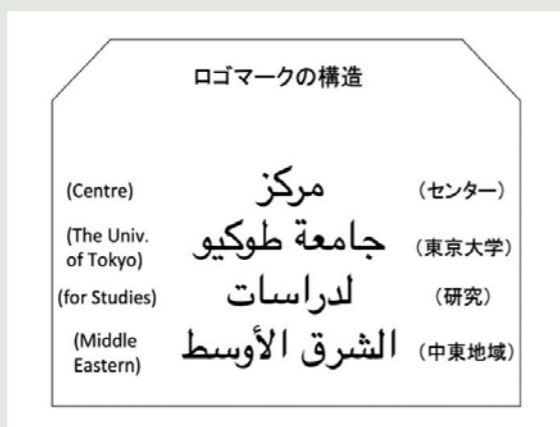 ロゴマークの構造
(Centre) مركز （センター）
(The Univ. of Tokyo) جامعة طوكيو （東京大学）
(for Studies) لدراسات （研究）
(Middle Eastern) الشرق الأوسط （中東地域）